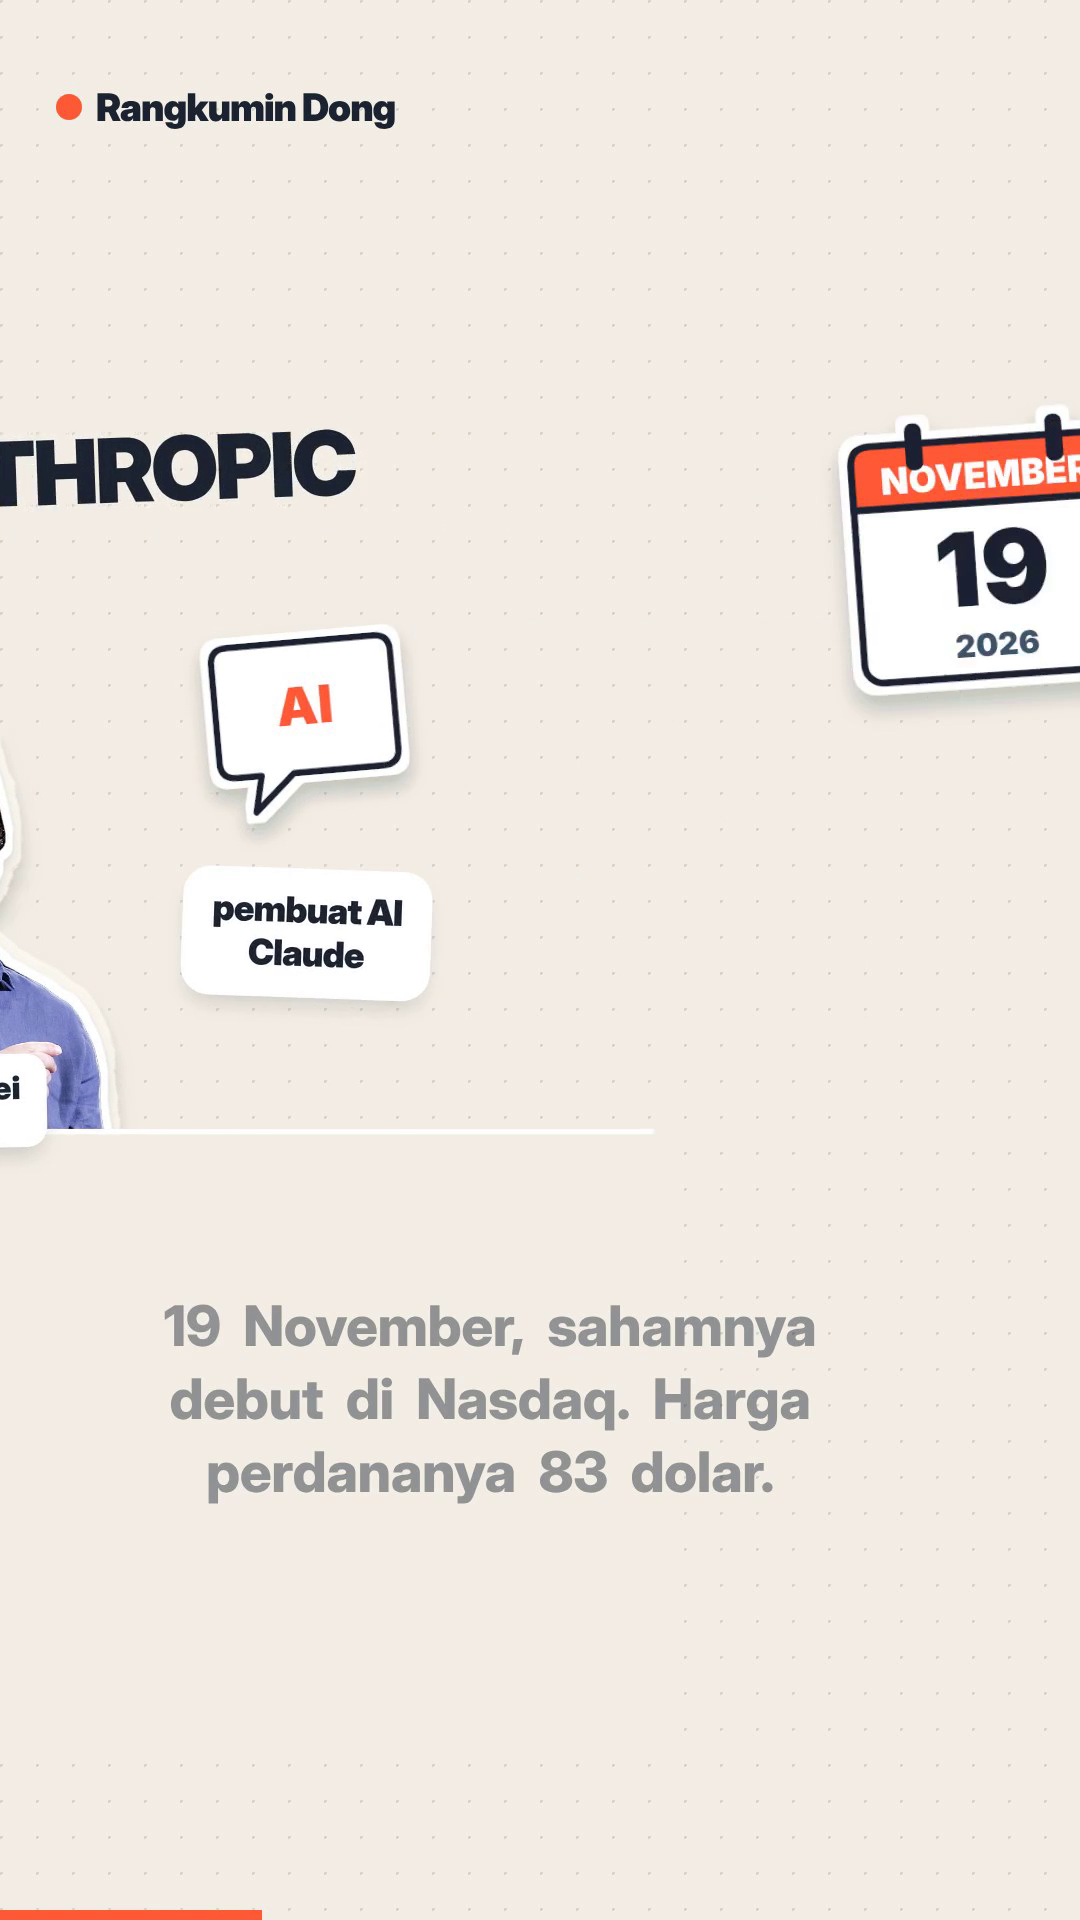 Rangkumin Dong
THROPIC
NOVEMBER
19
2026
AI
pembuat AI
Claude
ei
19 November, sahamnya
debut di Nasdaq. Harga
perdananya 83 dolar.